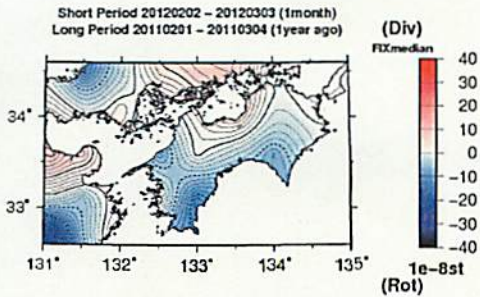 Short Period 20120202 – 20120303 (1month)
Long Period 20110201 – 20110304 (1year ago)
(Div)
FIXmedian
40
30
20
10
0
−10
−20
−30
−40
34°
33°
131°
132°
133°
134°
135°
1e−8st
(Rot)